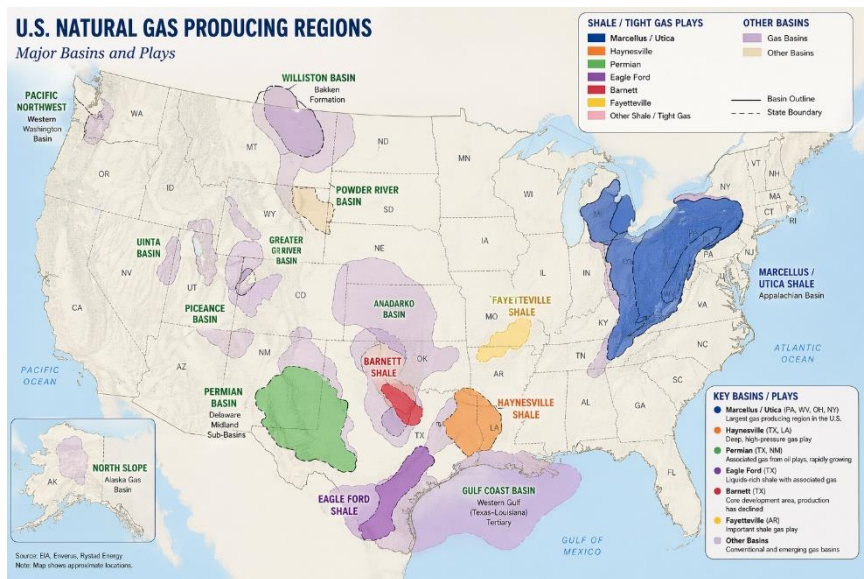 U.S. NATURAL GAS PRODUCING REGIONS
Major Basins and Plays
SHALE / TIGHT GAS PLAYS
Marcellus / Utica
Haynesville
Permian
Eagle Ford
Barnett
Fayetteville
Other Shale / Tight Gas
OTHER BASINS
Gas Basins
Other Basins
Basin Outline
State Boundary
PACIFIC
NORTHWEST
Western
Washington
Basin
WILLISTON BASIN
Bakken
Formation
POWDER RIVER
BASIN
UINTA
BASIN
GREATER
BASIN
PICEANCE
BASIN
ANADARKO
BASIN
FAYETTEVILLE
SHALE
BARNETT
SHALE
HAYNESVILLE
SHALE
PERMIAN
BASIN
Delaware
Midland
Sub-Basins
EAGLE FORD
SHALE
GULF COAST BASIN
Western Gulf
(Texas–Louisiana)
Tertiary
MARCELLUS /
UTICA SHALE
Appalachian Basin
NORTH SLOPE
Alaska Gas
Basin
AK
PACIFIC
OCEAN
ATLANTIC
OCEAN
GULF OF
MEXICO
WA
OR
ID
MT
ND
SD
MN
WI
WY
NE
IA
NV
UT
CO
CA
AZ
NM
OK
TX
MO
AR
LA
IL
IN
KY
TN
AL
GA
SC
NC
VA
PA
NJ
NY
CT
RI
MA
VT
NH
FL
KEY BASINS / PLAYS
Marcellus / Utica (PA, WV, OH, NY)
Largest gas producing region in the U.S.
Haynesville (TX, LA)
Deep, high-pressure gas play
Permian (TX, NM)
Associated gas from oil plays, rapidly growing
Eagle Ford (TX)
Liquids-rich shale with associated gas
Barnett (TX)
Core development area, production
has declined
Fayetteville (AR)
Important shale gas play
Other Basins
Conventional and emerging gas basins
Source: EIA, Enverus, Rystad Energy
Note: Map shows approximate locations.